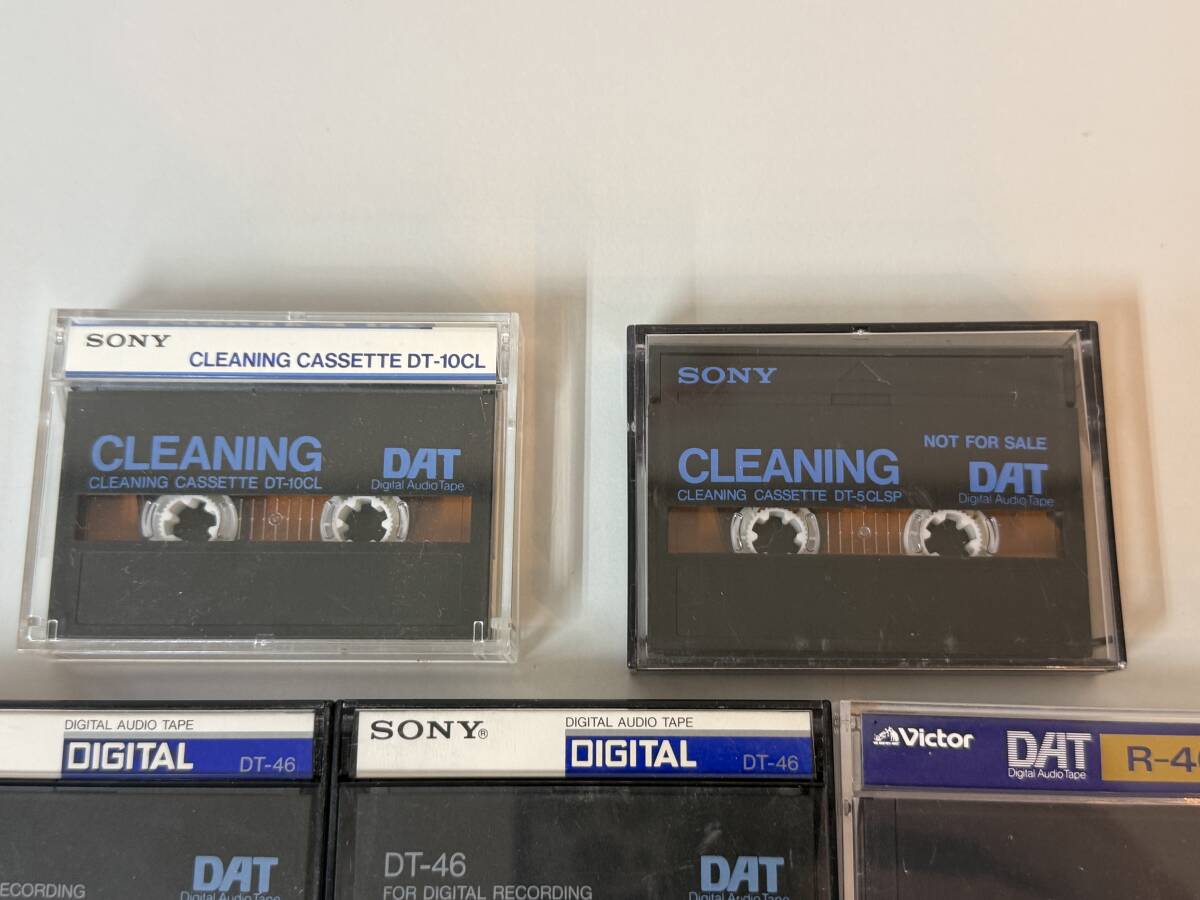 SONY
CLEANING CASSETTE DT-10CL
CLEANING
CLEANING CASSETTE DT-10CL
DAT
Digital Audio Tape
SONY
NOT FOR SALE
CLEANING
CLEANING CASSETTE DT-5CLSP
DAT
Digital Audio Tape
DIGITAL AUDIO TAPE
DIGITAL DT-46
DAT
Digital Audio Tape
ECORDING
SONY®
DIGITAL AUDIO TAPE
DIGITAL DT-46
DT-46
FOR DIGITAL RECORDING
DAT
Digital Audio Tape
Victor
DAT
Digital Audio Tape